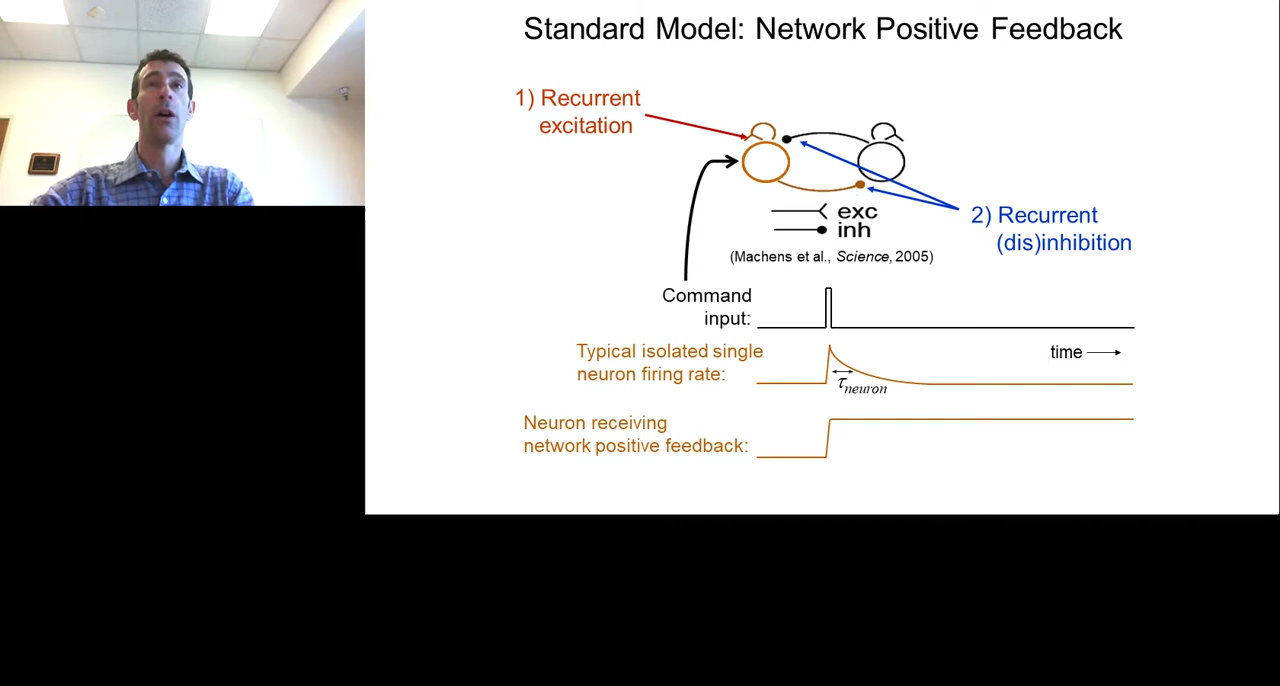 Standard Model: Network Positive Feedback
1) Recurrent
excitation
exc
inh
2) Recurrent
(dis)inhibition
(Machens et al., Science, 2005)
Command
input:
Typical isolated single
neuron firing rate:
time
τneuron
Neuron receiving
network positive feedback: